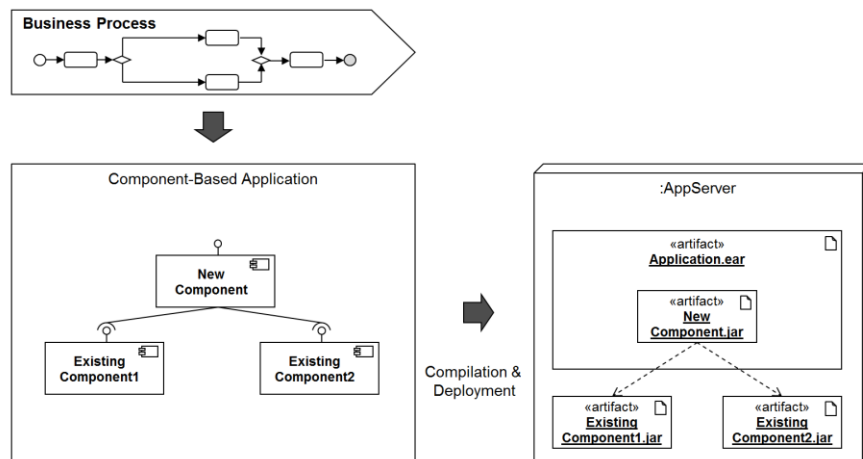 Business Process
Component-Based Application
New
Component
Existing
Component1
Existing
Component2
Compilation &
Deployment
:AppServer
«artifact»
Application.ear
«artifact»
New
Component.jar
«artifact»
Existing
Component1.jar
«artifact»
Existing
Component2.jar